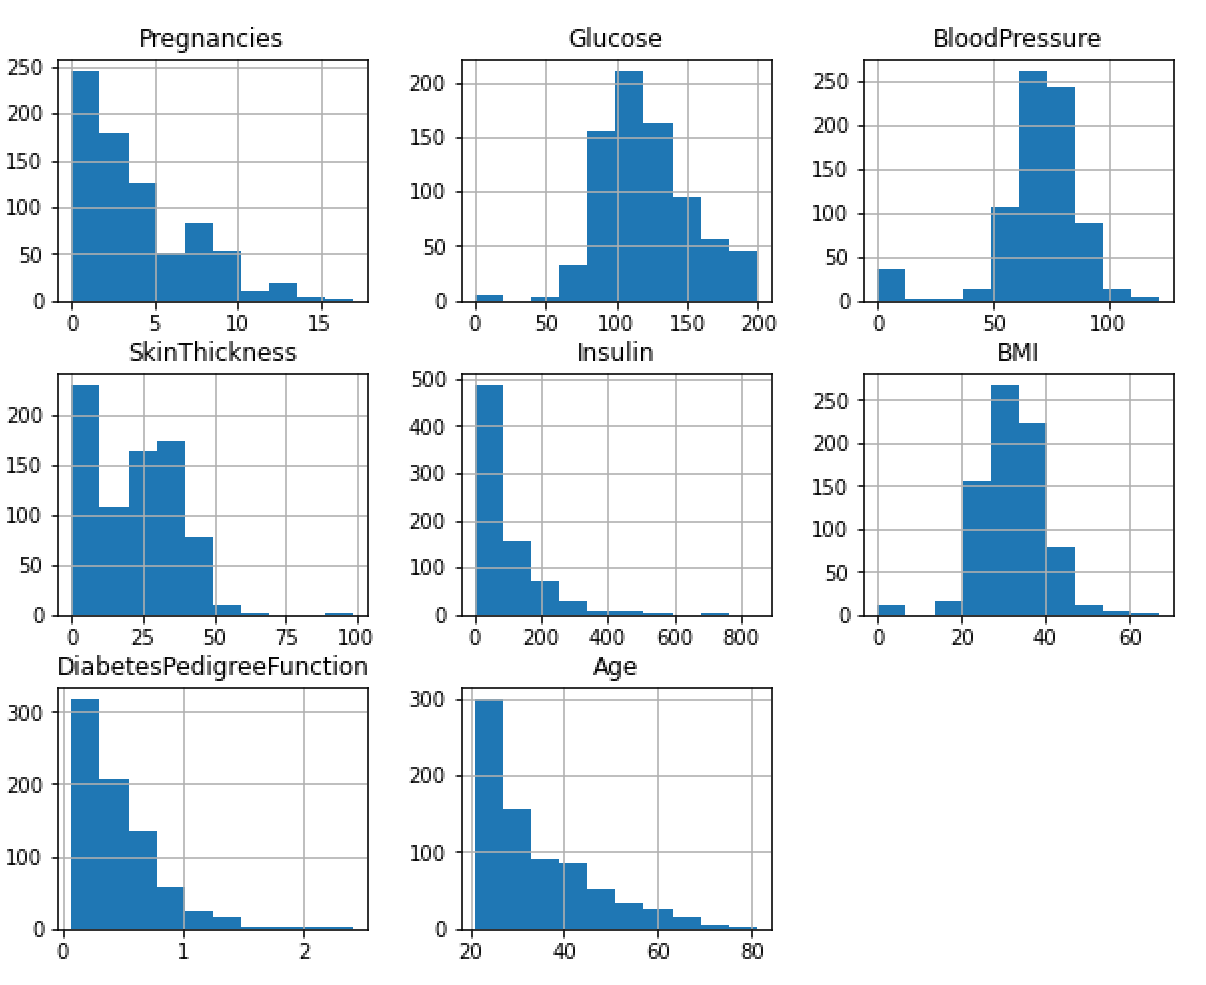 Pregnancies
250
200
150
100
50
0
0 5 10 15
Glucose
200
150
100
50
0
0 50 100 150 200
BloodPressure
250
200
150
100
50
0
0 50 100
SkinThickness
200
150
100
50
0
0 25 50 75 100
Insulin
500
400
300
200
100
0
0 200 400 600 800
BMI
250
200
150
100
50
0
0 20 40 60
DiabetesPedigreeFunction
300
200
100
0
0 1 2
Age
300
200
100
0
20 40 60 80